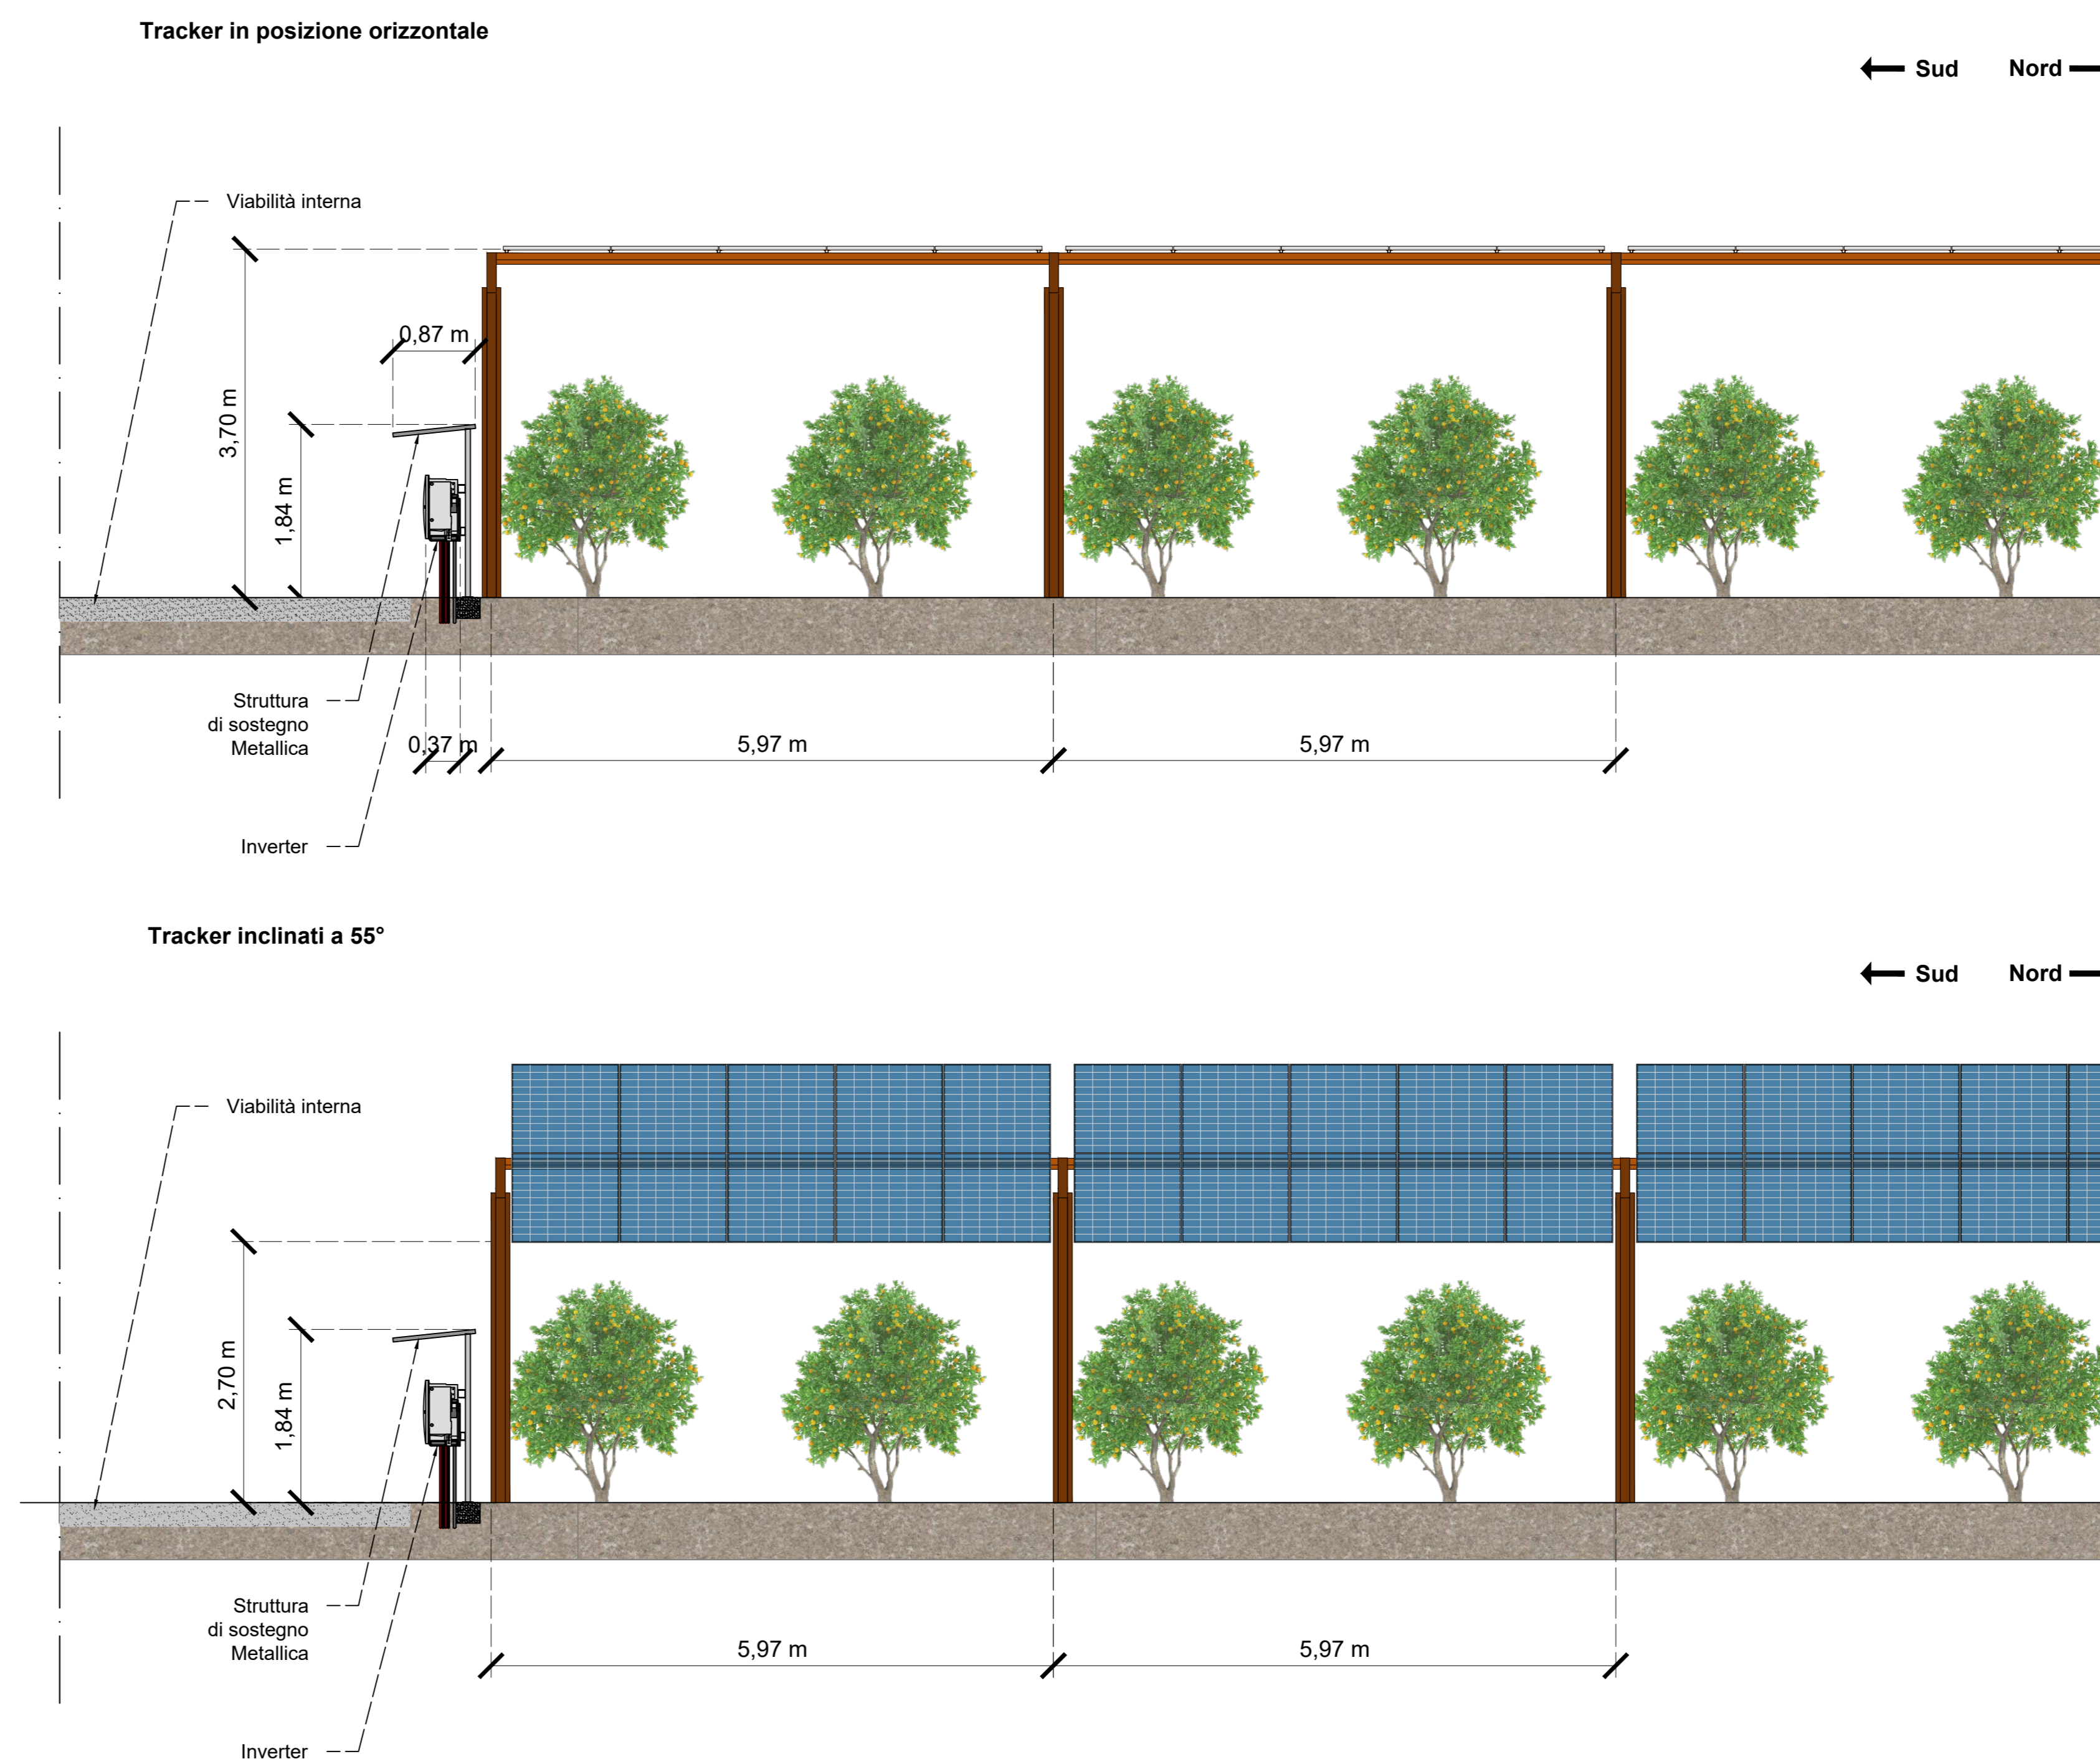 Tracker in posizione orizzontale
Sud Nord
Viabilità interna
0,87 m
3,70 m
1,84 m
Struttura
di sostegno
Metallica
0,37 m
5,97 m
5,97 m
Inverter
Tracker inclinati a 55°
Sud Nord
Viabilità interna
2,70 m
1,84 m
Struttura
di sostegno
Metallica
5,97 m
5,97 m
Inverter